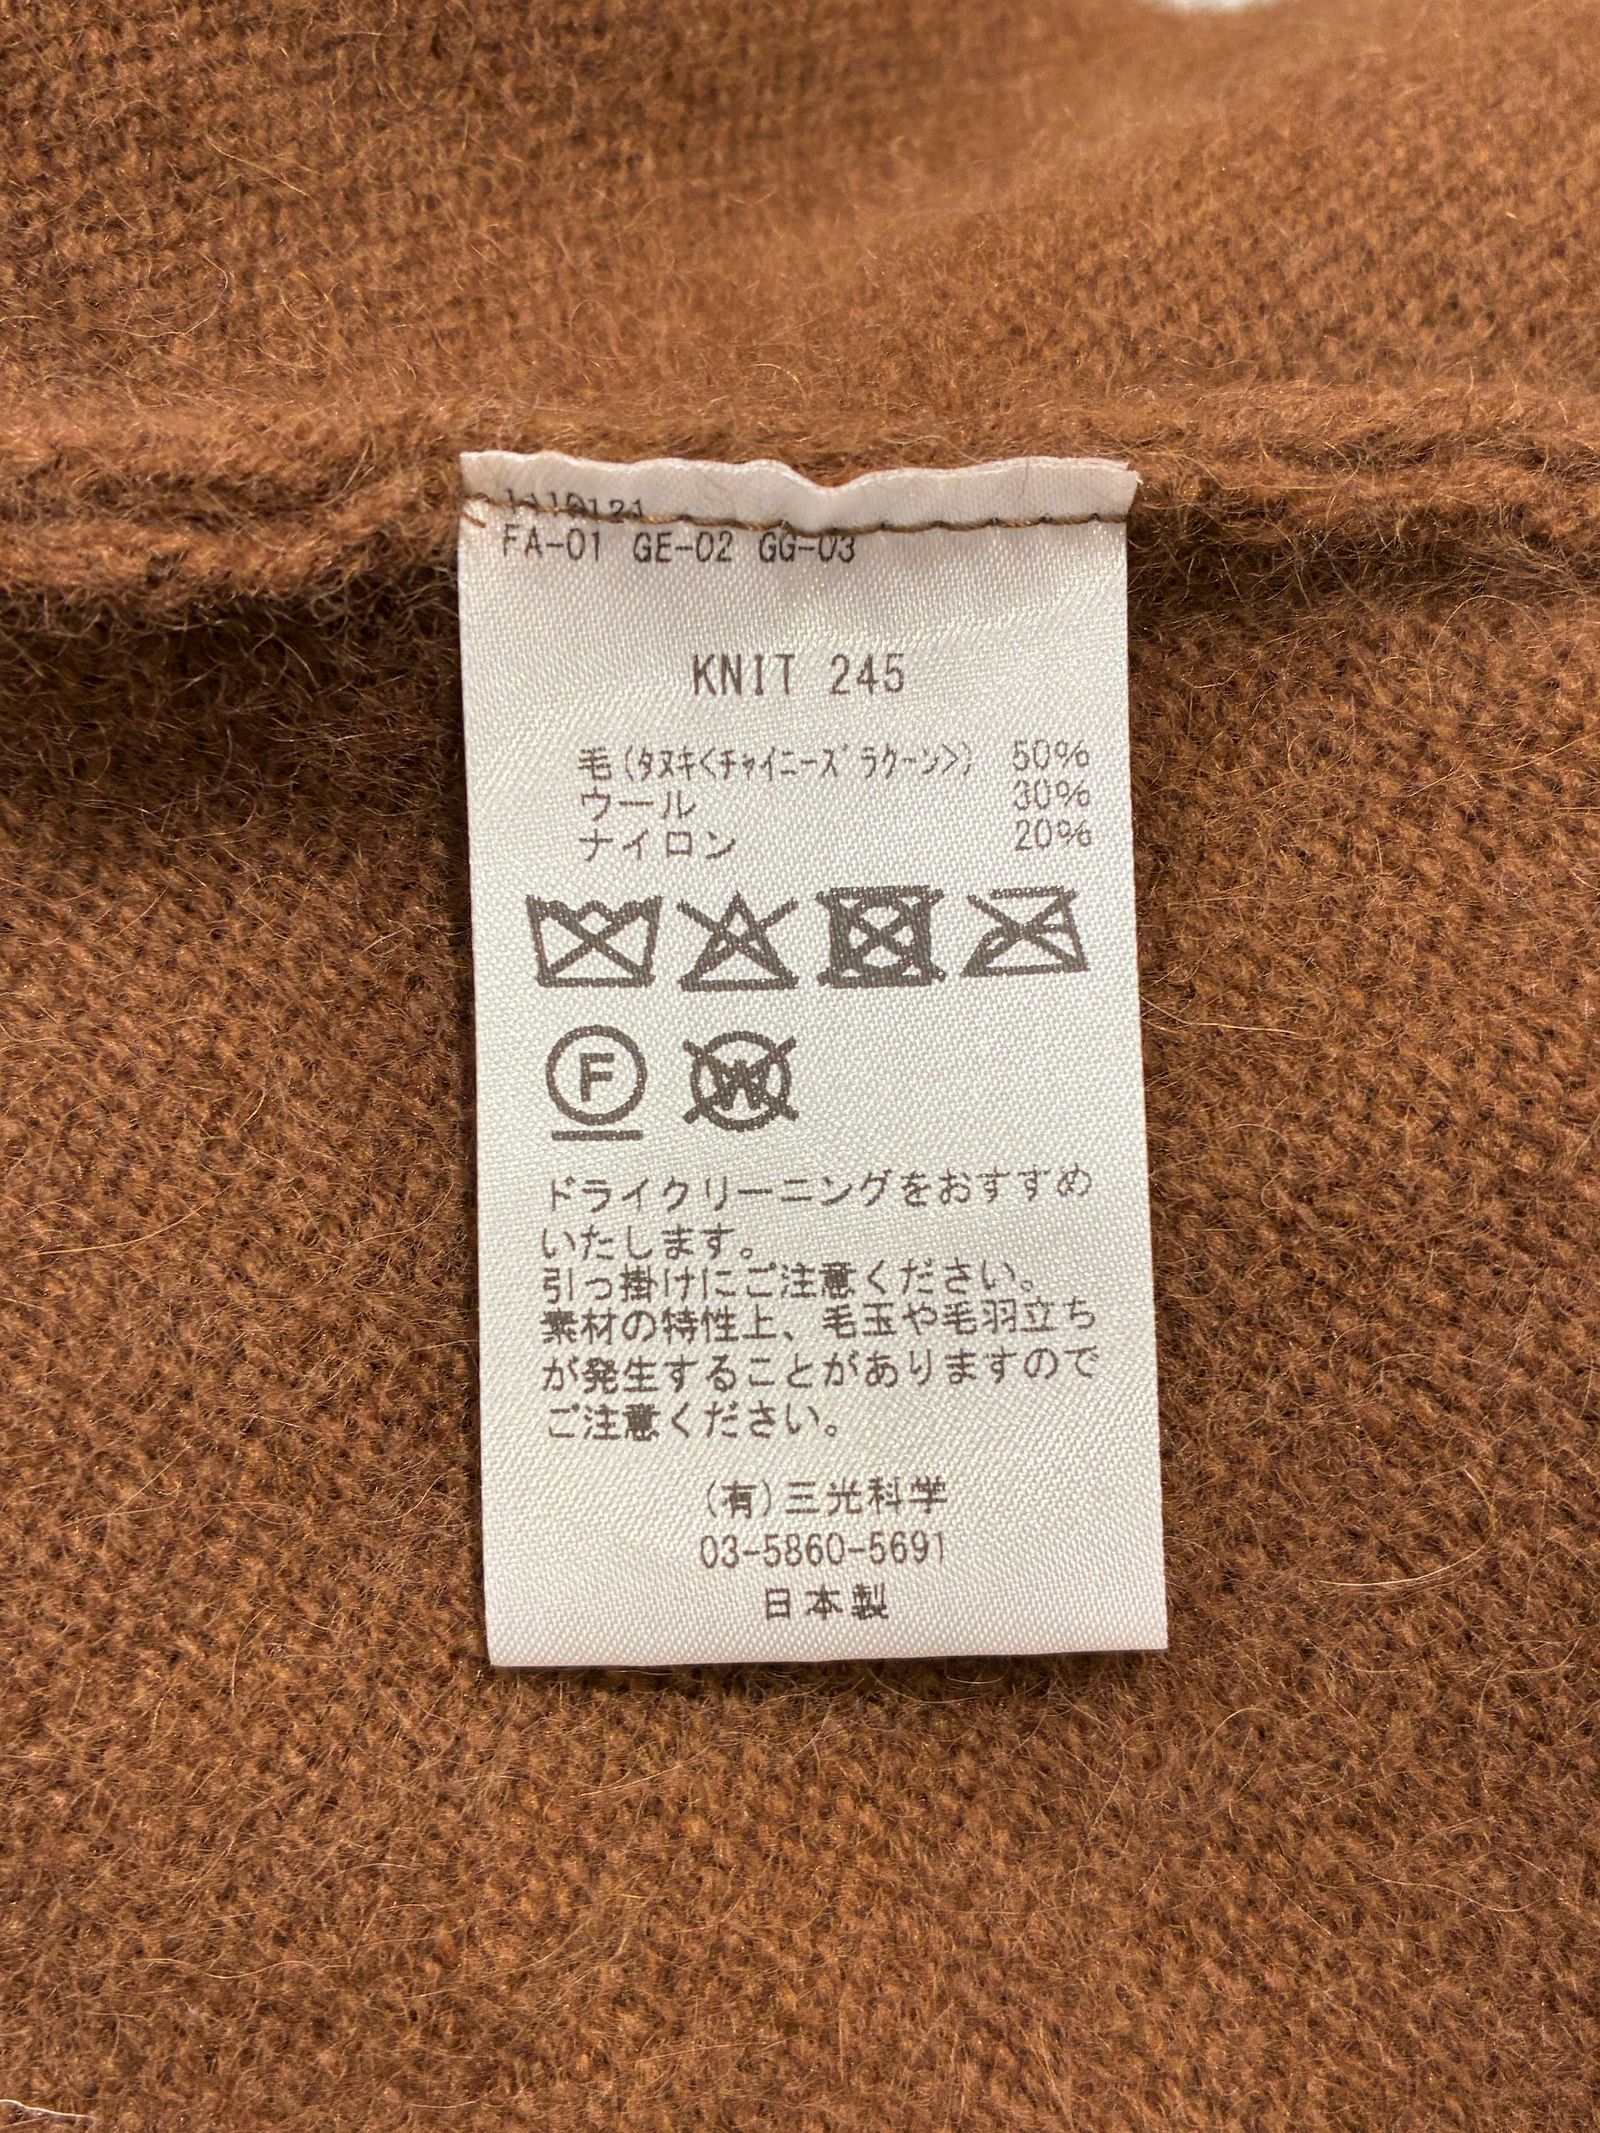 FA-01 GE-02 GG-03
KNIT 245
毛(タヌキ<チャイニーズ ラクーン>) 50%
ウール 30%
ナイロン 20%
F W
ドライクリーニングをおすすめ
いたします。
引っ掛けにご注意ください。
素材の特性上、毛玉や毛羽立ち
が発生することがありますので
ご注意ください。
(有)三光科学
03-5860-5691
日本製